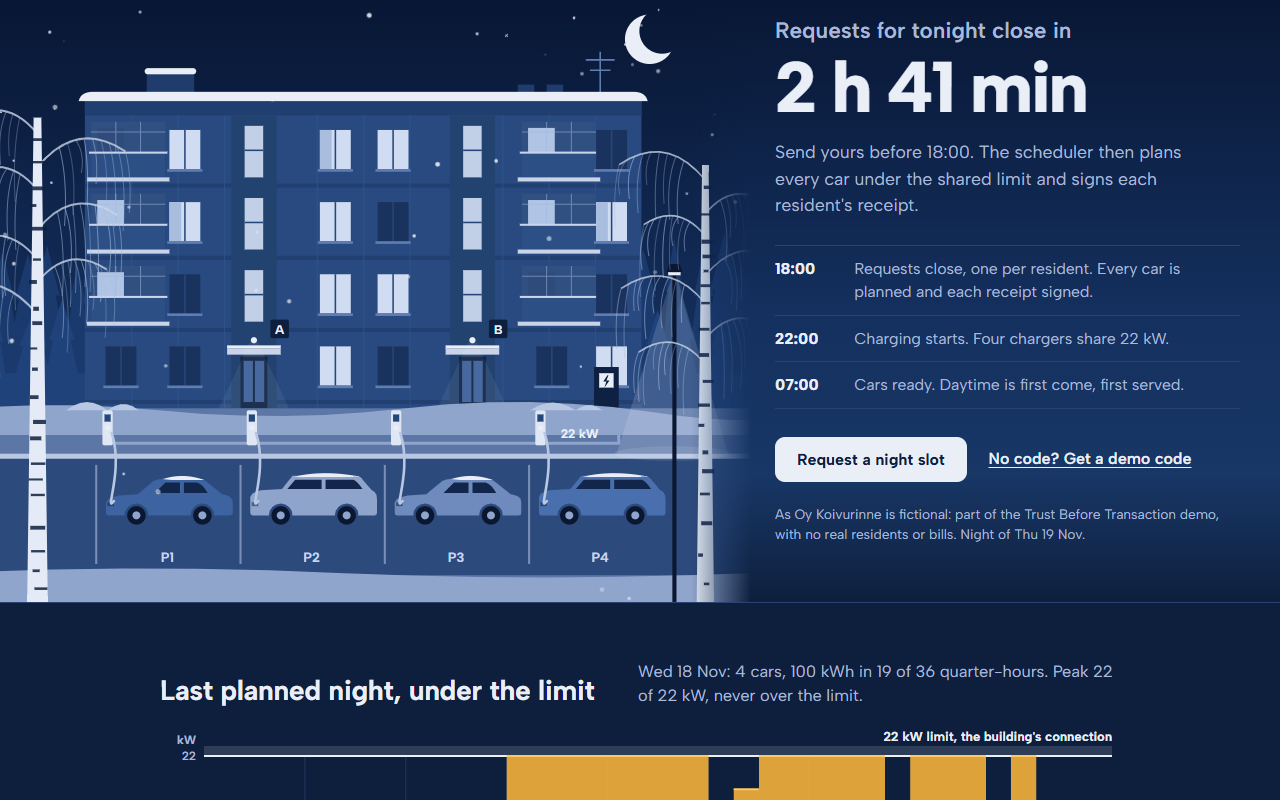 Requests for tonight close in
2 h 41 min
Send yours before 18:00. The scheduler then plans
every car under the shared limit and signs each
resident's receipt.
18:00 Requests close, one per resident. Every car is
planned and each receipt signed.
22:00 Charging starts. Four chargers share 22 kW.
07:00 Cars ready. Daytime is first come, first served.
Request a night slot
No code? Get a demo code
As Oy Koivurinne is fictional: part of the Trust Before Transaction demo,
with no real residents or bills. Night of Thu 19 Nov.
A
B
22 kW
P1
P2
P3
P4
Last planned night, under the limit
Wed 18 Nov: 4 cars, 100 kWh in 19 of 36 quarter-hours. Peak 22
of 22 kW, never over the limit.
kW
22
22 kW limit, the building's connection